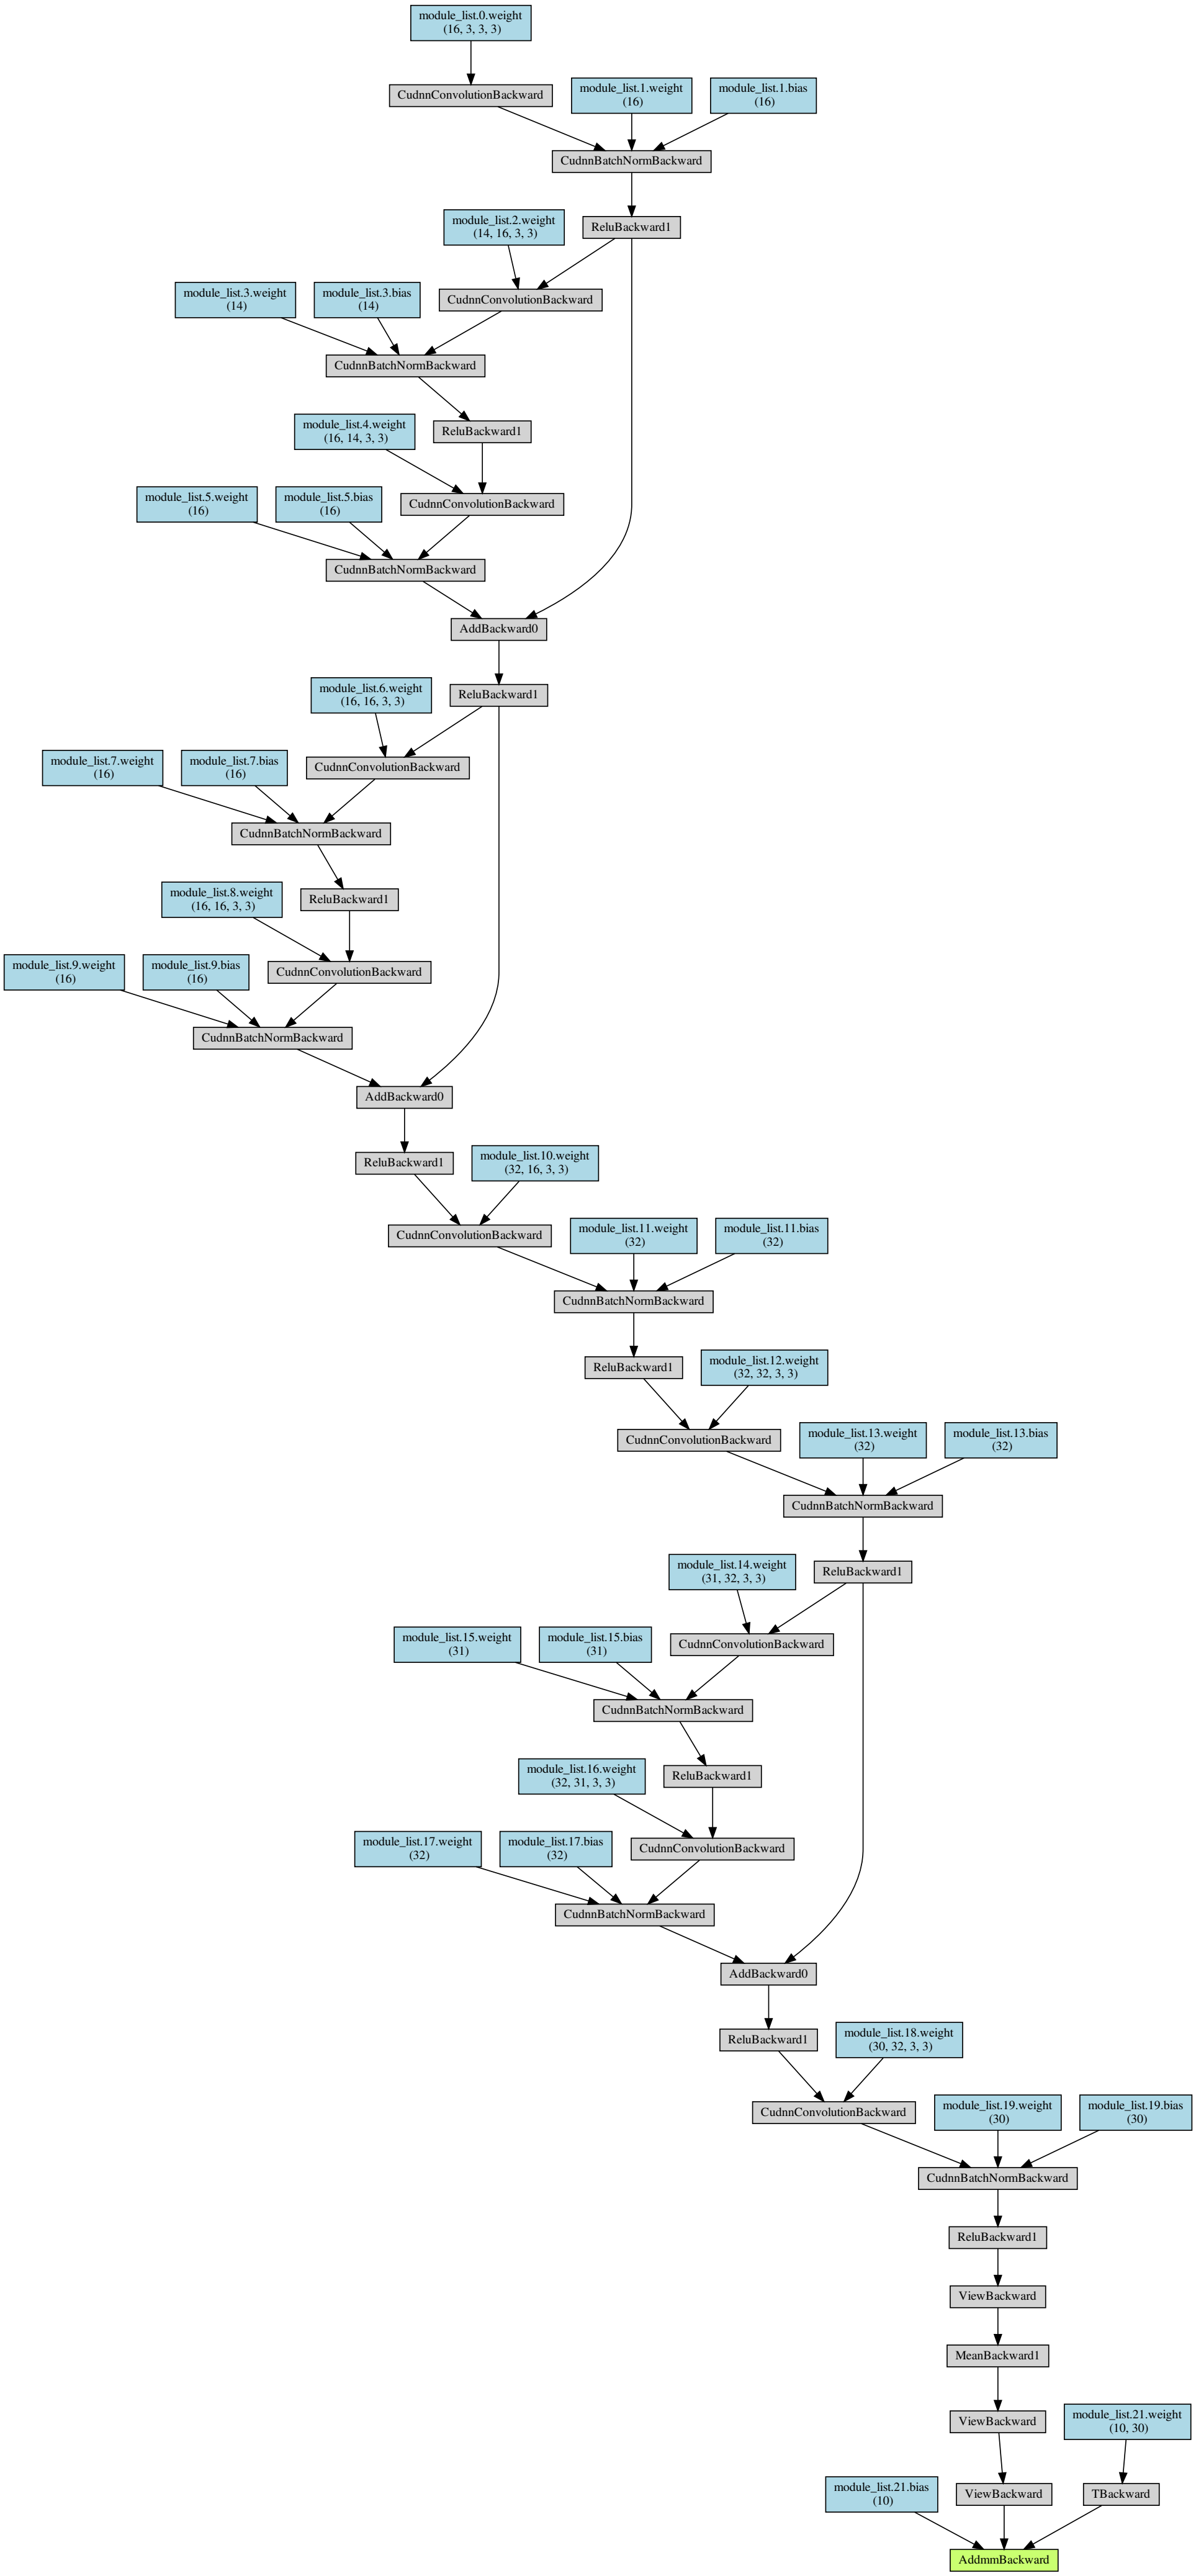 module_list.0.weight
(16, 3, 3, 3)
CudnnConvolutionBackward
module_list.1.weight
(16)
module_list.1.bias
(16)
CudnnBatchNormBackward
module_list.2.weight
(14, 16, 3, 3)
ReluBackward1
module_list.3.weight
(14)
module_list.3.bias
(14)
CudnnConvolutionBackward
CudnnBatchNormBackward
module_list.4.weight
(16, 14, 3, 3)
ReluBackward1
module_list.5.weight
(16)
module_list.5.bias
(16)
CudnnConvolutionBackward
CudnnBatchNormBackward
AddBackward0
module_list.6.weight
(16, 16, 3, 3)
ReluBackward1
module_list.7.weight
(16)
module_list.7.bias
(16)
CudnnConvolutionBackward
CudnnBatchNormBackward
module_list.8.weight
(16, 16, 3, 3)
ReluBackward1
module_list.9.weight
(16)
module_list.9.bias
(16)
CudnnConvolutionBackward
CudnnBatchNormBackward
AddBackward0
ReluBackward1
module_list.10.weight
(32, 16, 3, 3)
CudnnConvolutionBackward
module_list.11.weight
(32)
module_list.11.bias
(32)
CudnnBatchNormBackward
ReluBackward1
module_list.12.weight
(32, 32, 3, 3)
CudnnConvolutionBackward
module_list.13.weight
(32)
module_list.13.bias
(32)
CudnnBatchNormBackward
module_list.14.weight
(31, 32, 3, 3)
ReluBackward1
module_list.15.weight
(31)
module_list.15.bias
(31)
CudnnConvolutionBackward
CudnnBatchNormBackward
module_list.16.weight
(32, 31, 3, 3)
ReluBackward1
module_list.17.weight
(32)
module_list.17.bias
(32)
CudnnConvolutionBackward
CudnnBatchNormBackward
AddBackward0
ReluBackward1
module_list.18.weight
(30, 32, 3, 3)
CudnnConvolutionBackward
module_list.19.weight
(30)
module_list.19.bias
(30)
CudnnBatchNormBackward
ReluBackward1
ViewBackward
MeanBackward1
ViewBackward
module_list.21.weight
(10, 30)
module_list.21.bias
(10)
ViewBackward
TBackward
AddmmBackward